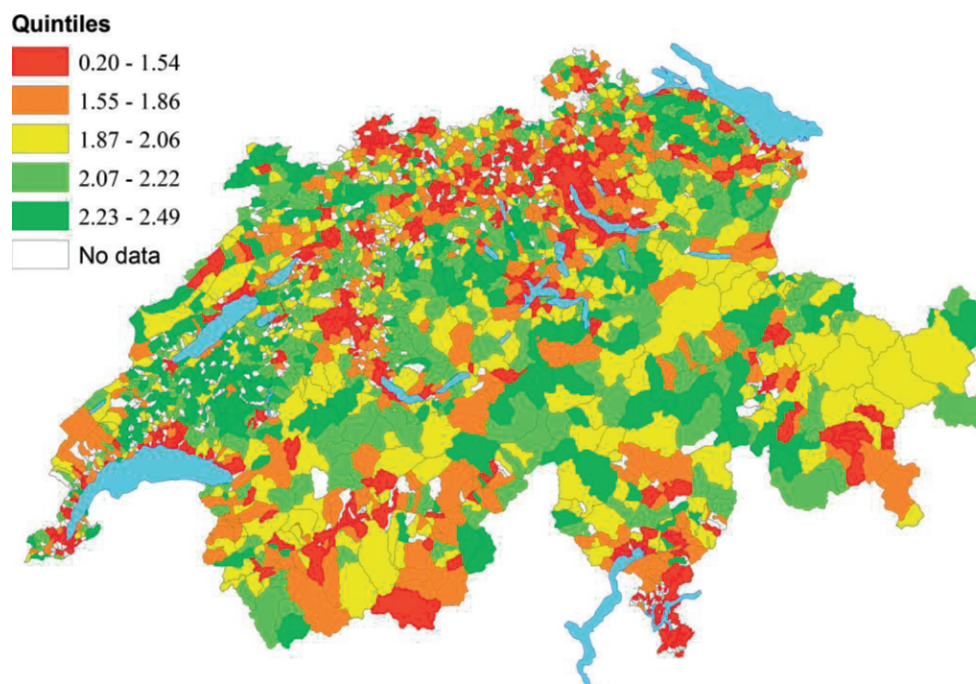 Quintiles
0.20 - 1.54
1.55 - 1.86
1.87 - 2.06
2.07 - 2.22
2.23 - 2.49
No data